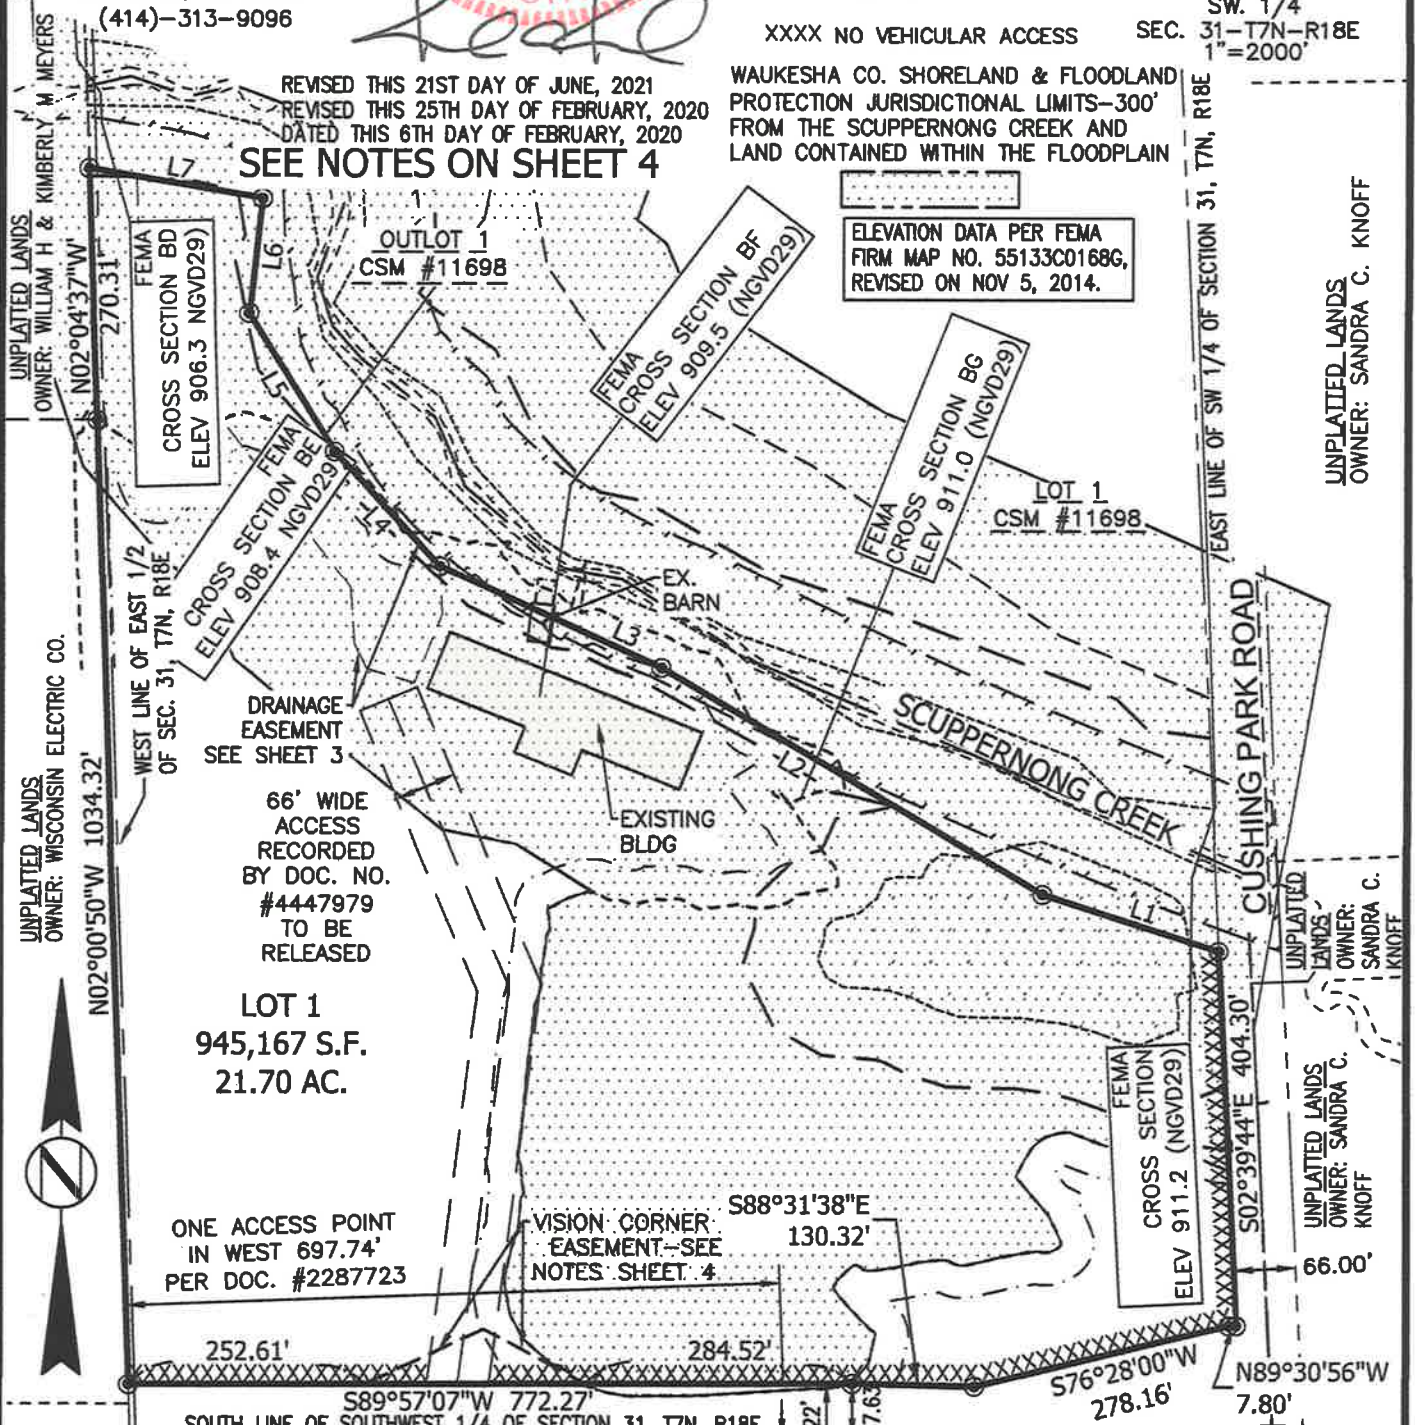 (414)-313-9096
XXXX NO VEHICULAR ACCESS
SW. 1/4
SEC. 31-T7N-R18E
1"=2000'
REVISED THIS 21ST DAY OF JUNE, 2021
REVISED THIS 25TH DAY OF FEBRUARY, 2020
DATED THIS 6TH DAY OF FEBRUARY, 2020
SEE NOTES ON SHEET 4
WAUKESHA CO. SHORELAND & FLOODLAND
PROTECTION JURISDICTIONAL LIMITS-300'
FROM THE SCUPPERNONG CREEK AND
LAND CONTAINED WITHIN THE FLOODPLAIN
ELEVATION DATA PER FEMA
FIRM MAP NO. 55133C0168G,
REVISED ON NOV 5, 2014.
UNPLATTED LANDS
OWNER: WILLIAM H & KIMBERLY M MEYERS
N02°04'37"W
270.31'
L7
L6
L5
L4
L3
L2
L1
FEMA
CROSS SECTION BD
ELEV 906.3 NGVD29)
OUTLOT 1
CSM #11698
FEMA
CROSS SECTION BF
ELEV 909.5 (NGVD29)
FEMA
CROSS SECTION BG
ELEV 911.0 (NGVD29)
FEMA
CROSS SECTION BE
ELEV 908.4 NGVD29
LOT 1
CSM #11698
EAST LINE OF SW 1/4 OF SECTION 31, T7N, R18E
UNPLATTED LANDS
OWNER: SANDRA C. KNOFF
WEST LINE OF EAST 1/2
OF SEC. 31, T7N, R18E
EX.
BARN
DRAINAGE
EASEMENT
SEE SHEET 3
SCUPPERNONG CREEK
CUSHING PARK ROAD
UNPLATTED LANDS
OWNER: WISCONSIN ELECTRIC CO.
N02°00'50"W 1034.32'
66' WIDE
ACCESS
RECORDED
BY DOC. NO.
#4447979
TO BE
RELEASED
EXISTING
BLDG
UNPLATTED
LANDS
OWNER:
SANDRA C.
KNOFF
LOT 1
945,167 S.F.
21.70 AC.
FEMA
CROSS SECTION
ELEV 911.2 (NGVD29)
S02°39'44"E 404.30'
UNPLATTED LANDS
OWNER: SANDRA C.
KNOFF
ONE ACCESS POINT
IN WEST 697.74'
PER DOC. #2287723
VISION CORNER
EASEMENT-SEE
NOTES SHEET 4
S88°31'38"E
130.32'
66.00'
252.61'
284.52'
S89°57'07"W 772.27'
S76°28'00"W
278.16'
N89°30'56"W
7.80'
7.63
22'
SOUTH LINE OF SOUTHWEST 1/4 OF SECTION 31, T7N, R18E